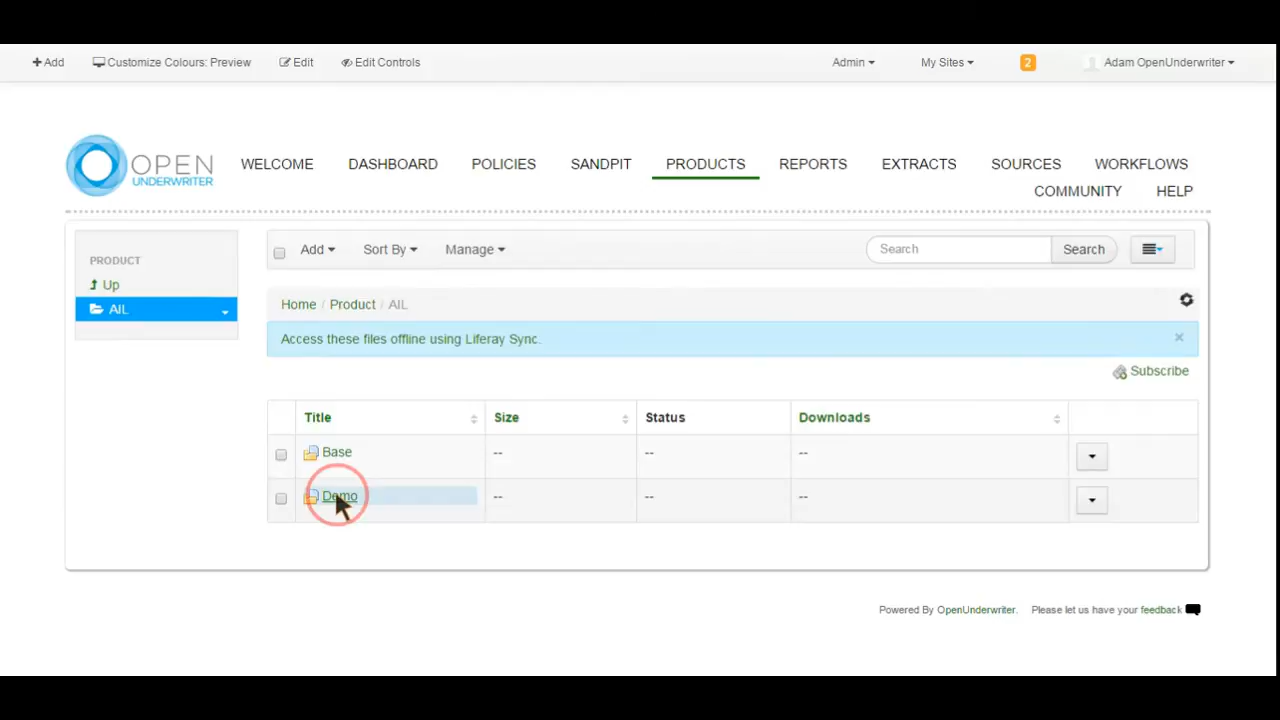 Add Customize Colours: Preview Edit Edit Controls Admin My Sites 2 Adam OpenUnderwriter
OPEN UNDERWRITER
WELCOME DASHBOARD POLICIES SANDPIT PRODUCTS REPORTS EXTRACTS SOURCES WORKFLOWS
COMMUNITY HELP
PRODUCT
Up
AIL
Add Sort By Manage Search Search
Home / Product / AIL
Access these files offline using Liferay Sync. ×
Subscribe
Title Size Status Downloads
Base -- -- --
Demo -- -- --
Powered By OpenUnderwriter. Please let us have your feedback